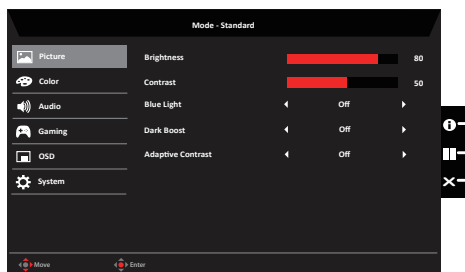 Mode - Standard
Picture
Brightness 80
Color
Contrast 50
Audio
Blue Light Off
Gaming
Dark Boost Off
OSD
Adaptive Contrast Off
System
Move Enter